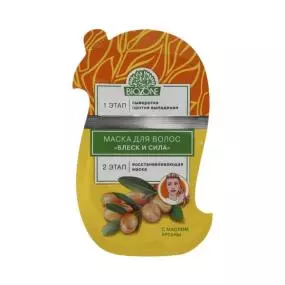 BIOZONE
1 ЭТАП
сыворотка
против выпадения
МАСКА ДЛЯ ВОЛОС
«БЛЕСК И СИЛА»
2 ЭТАП
восстанавливающая
маска
С МАСЛОМ
АРГАНЫ